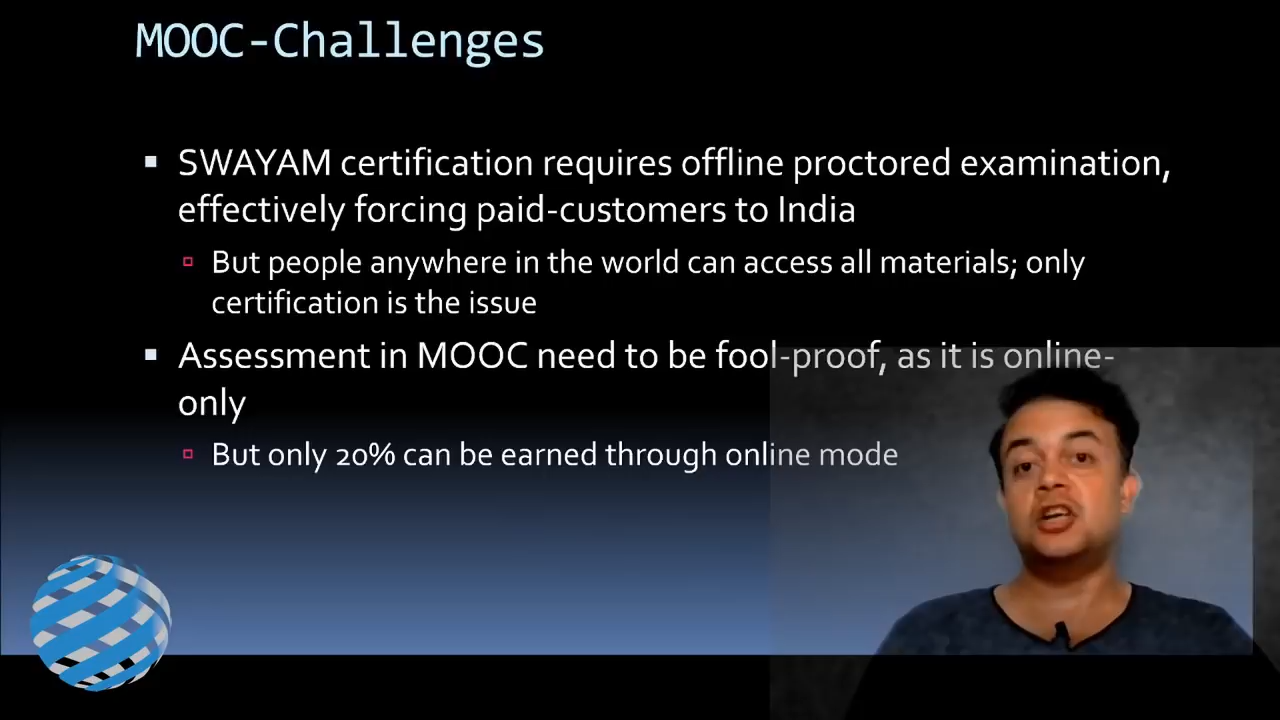 MOOC-Challenges
SWAYAM certification requires offline proctored examination,
effectively forcing paid-customers to India
But people anywhere in the world can access all materials; only
certification is the issue
Assessment in MOOC need to be fool-proof, as it is online-
only
But only 20% can be earned through online mode